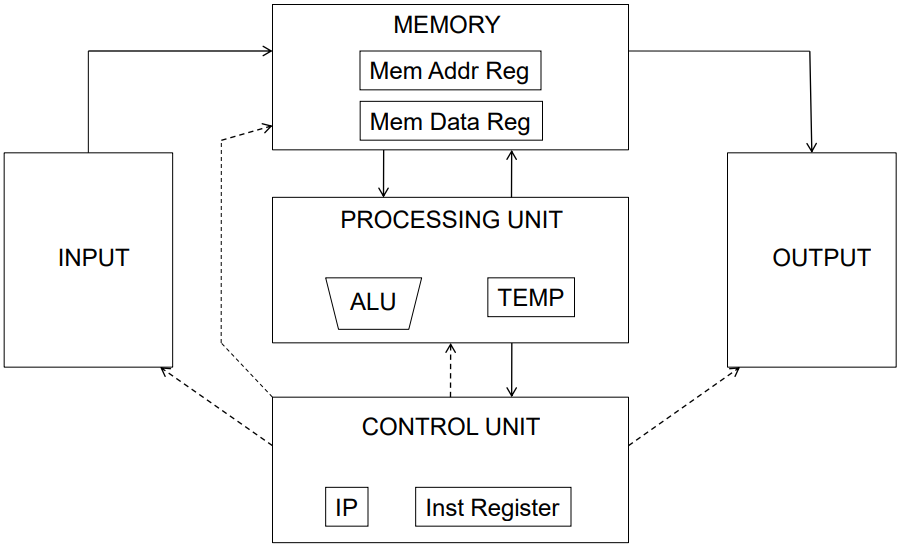 MEMORY
Mem Addr Reg
Mem Data Reg
INPUT
PROCESSING UNIT
ALU
TEMP
OUTPUT
CONTROL UNIT
IP
Inst Register